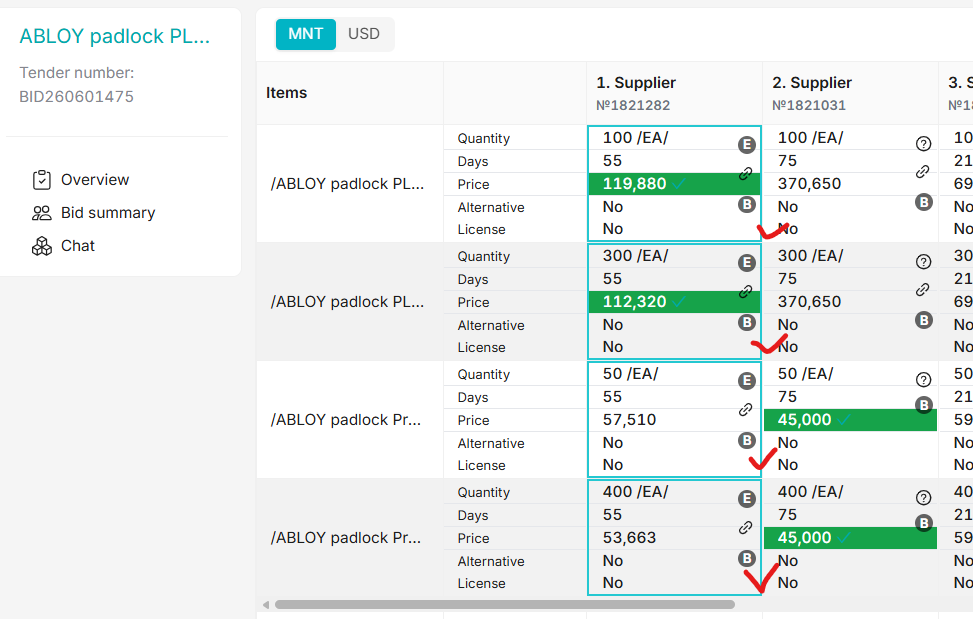 ABLOY padlock PL...
Tender number:
BID260601475
Overview
Bid summary
Chat
MNT USD
Items 1. Supplier 2. Supplier 3. S
№1821282 №1821031 №18
/ABLOY padlock PL...
Quantity 100 /EA/ E 100 /EA/ ? 10
Days 55 75 21
Price 119,880 370,650 69
Alternative No B No B No
License No No No
/ABLOY padlock PL...
Quantity 300 /EA/ E 300 /EA/ ? 30
Days 55 75 21
Price 112,320 370,650 69
Alternative No B No B No
License No No No
/ABLOY padlock Pr...
Quantity 50 /EA/ E 50 /EA/ ? 50
Days 55 75 B 21
Price 57,510 45,000 59
Alternative No B No No
License No No No
/ABLOY padlock Pr...
Quantity 400 /EA/ E 400 /EA/ ? 40
Days 55 75 B 21
Price 53,663 45,000 59
Alternative No B No No
License No No No